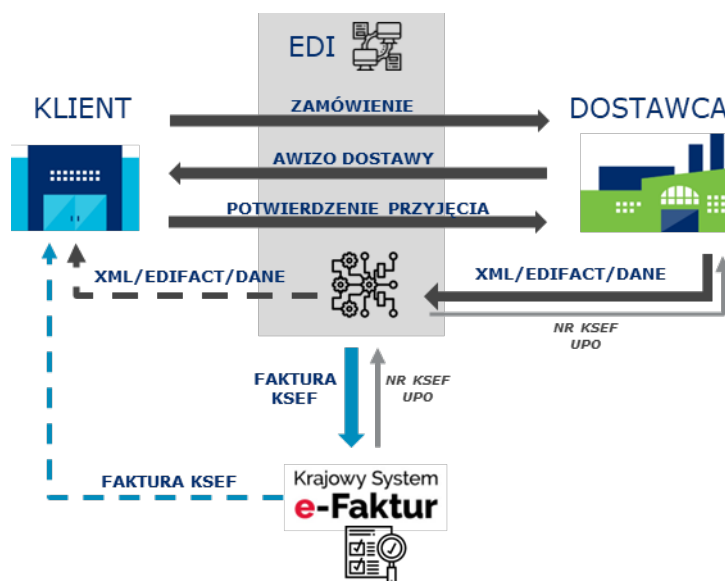 EDI
KLIENT
ZAMÓWIENIE
DOSTAWCA
AWIZO DOSTAWY
POTWIERDZENIE PRZYJĘCIA
XML/EDIFACT/DANE
XML/EDIFACT/DANE
NR KSEF
UPO
FAKTURA
KSEF
NR KSEF
UPO
FAKTURA KSEF
Krajowy System
e-Faktur